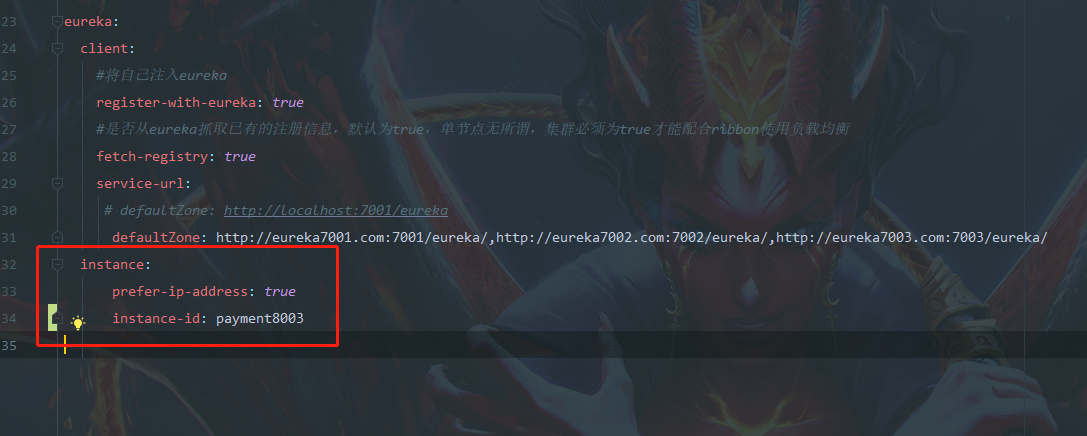 23 eureka:
24 client:
25 #将自己注入eureka
26 register-with-eureka: true
27 #是否从eureka抓取已有的注册信息，默认为true，单节点无所谓，集群必须为true才能配合ribbon使用负载均衡
28 fetch-registry: true
29 service-url:
30 # defaultZone: http://localhost:7001/eureka
31 defaultZone: http://eureka7001.com:7001/eureka/,http://eureka7002.com:7002/eureka/,http://eureka7003.com:7003/eureka/
32 instance:
33 prefer-ip-address: true
34 instance-id: payment8003
35